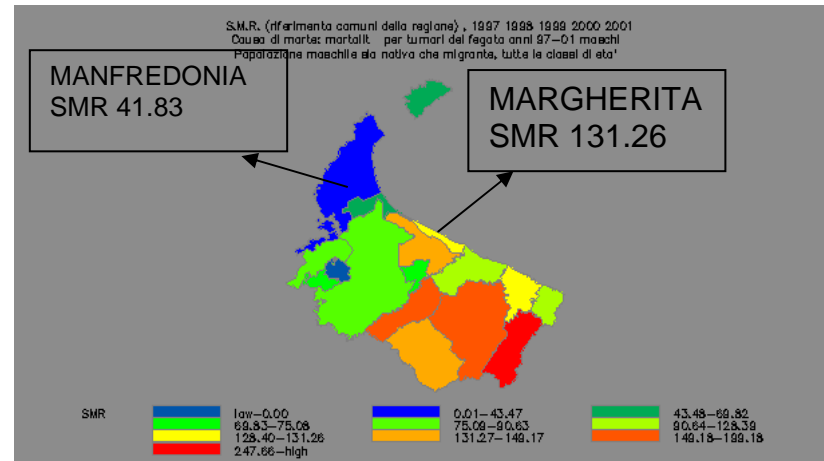 S.M.R. (riferimento comuni della regione) , 1997 1998 1999 2000 2001
Causa di morte: mortalit per tumori del fegato anni 97-01 maschi
Popolazione maschile sia nativa che migrante, tutte le classi di eta'
MANFREDONIA
SMR 41.83
MARGHERITA
SMR 131.26
SMR low-0.00 0.01-43.47 43.48-69.82
69.83-75.08 75.09-90.63 90.64-128.39
128.40-131.26 131.27-149.17 149.18-199.18
247.66-high